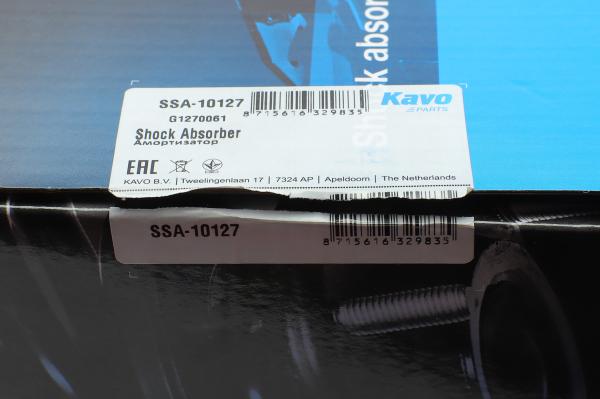 Shock absor
SSA-10127
8 715616 329835
Kavo
PARTS
G1270061
Shock Absorber
Амортизатор
EAC
KAVO B.V. | Tweelingenlaan 17 | 7324 AP | Apeldoorn | The Netherlands
SSA-10127
8 715616 329835